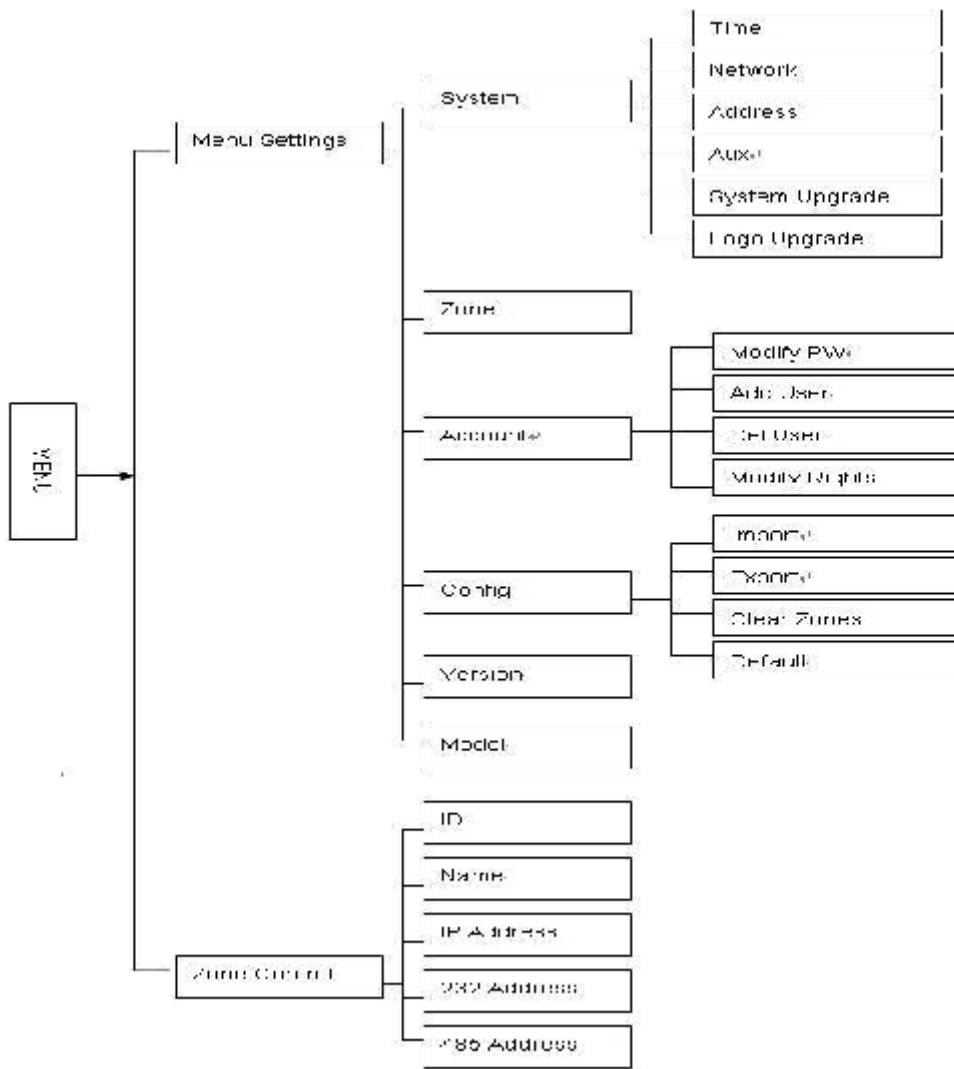 MENU
Menu Settings
System
Time
Network
Address
Aux
System Upgrade
Logo Upgrade
Zone
Accounts
Modify PW
Add User
Del User
Modify Rights
Config
Import
Export
Clear Zones
Default
Version
Model
Zone Control
ID
Name
IP Address
232 Address
485 Address